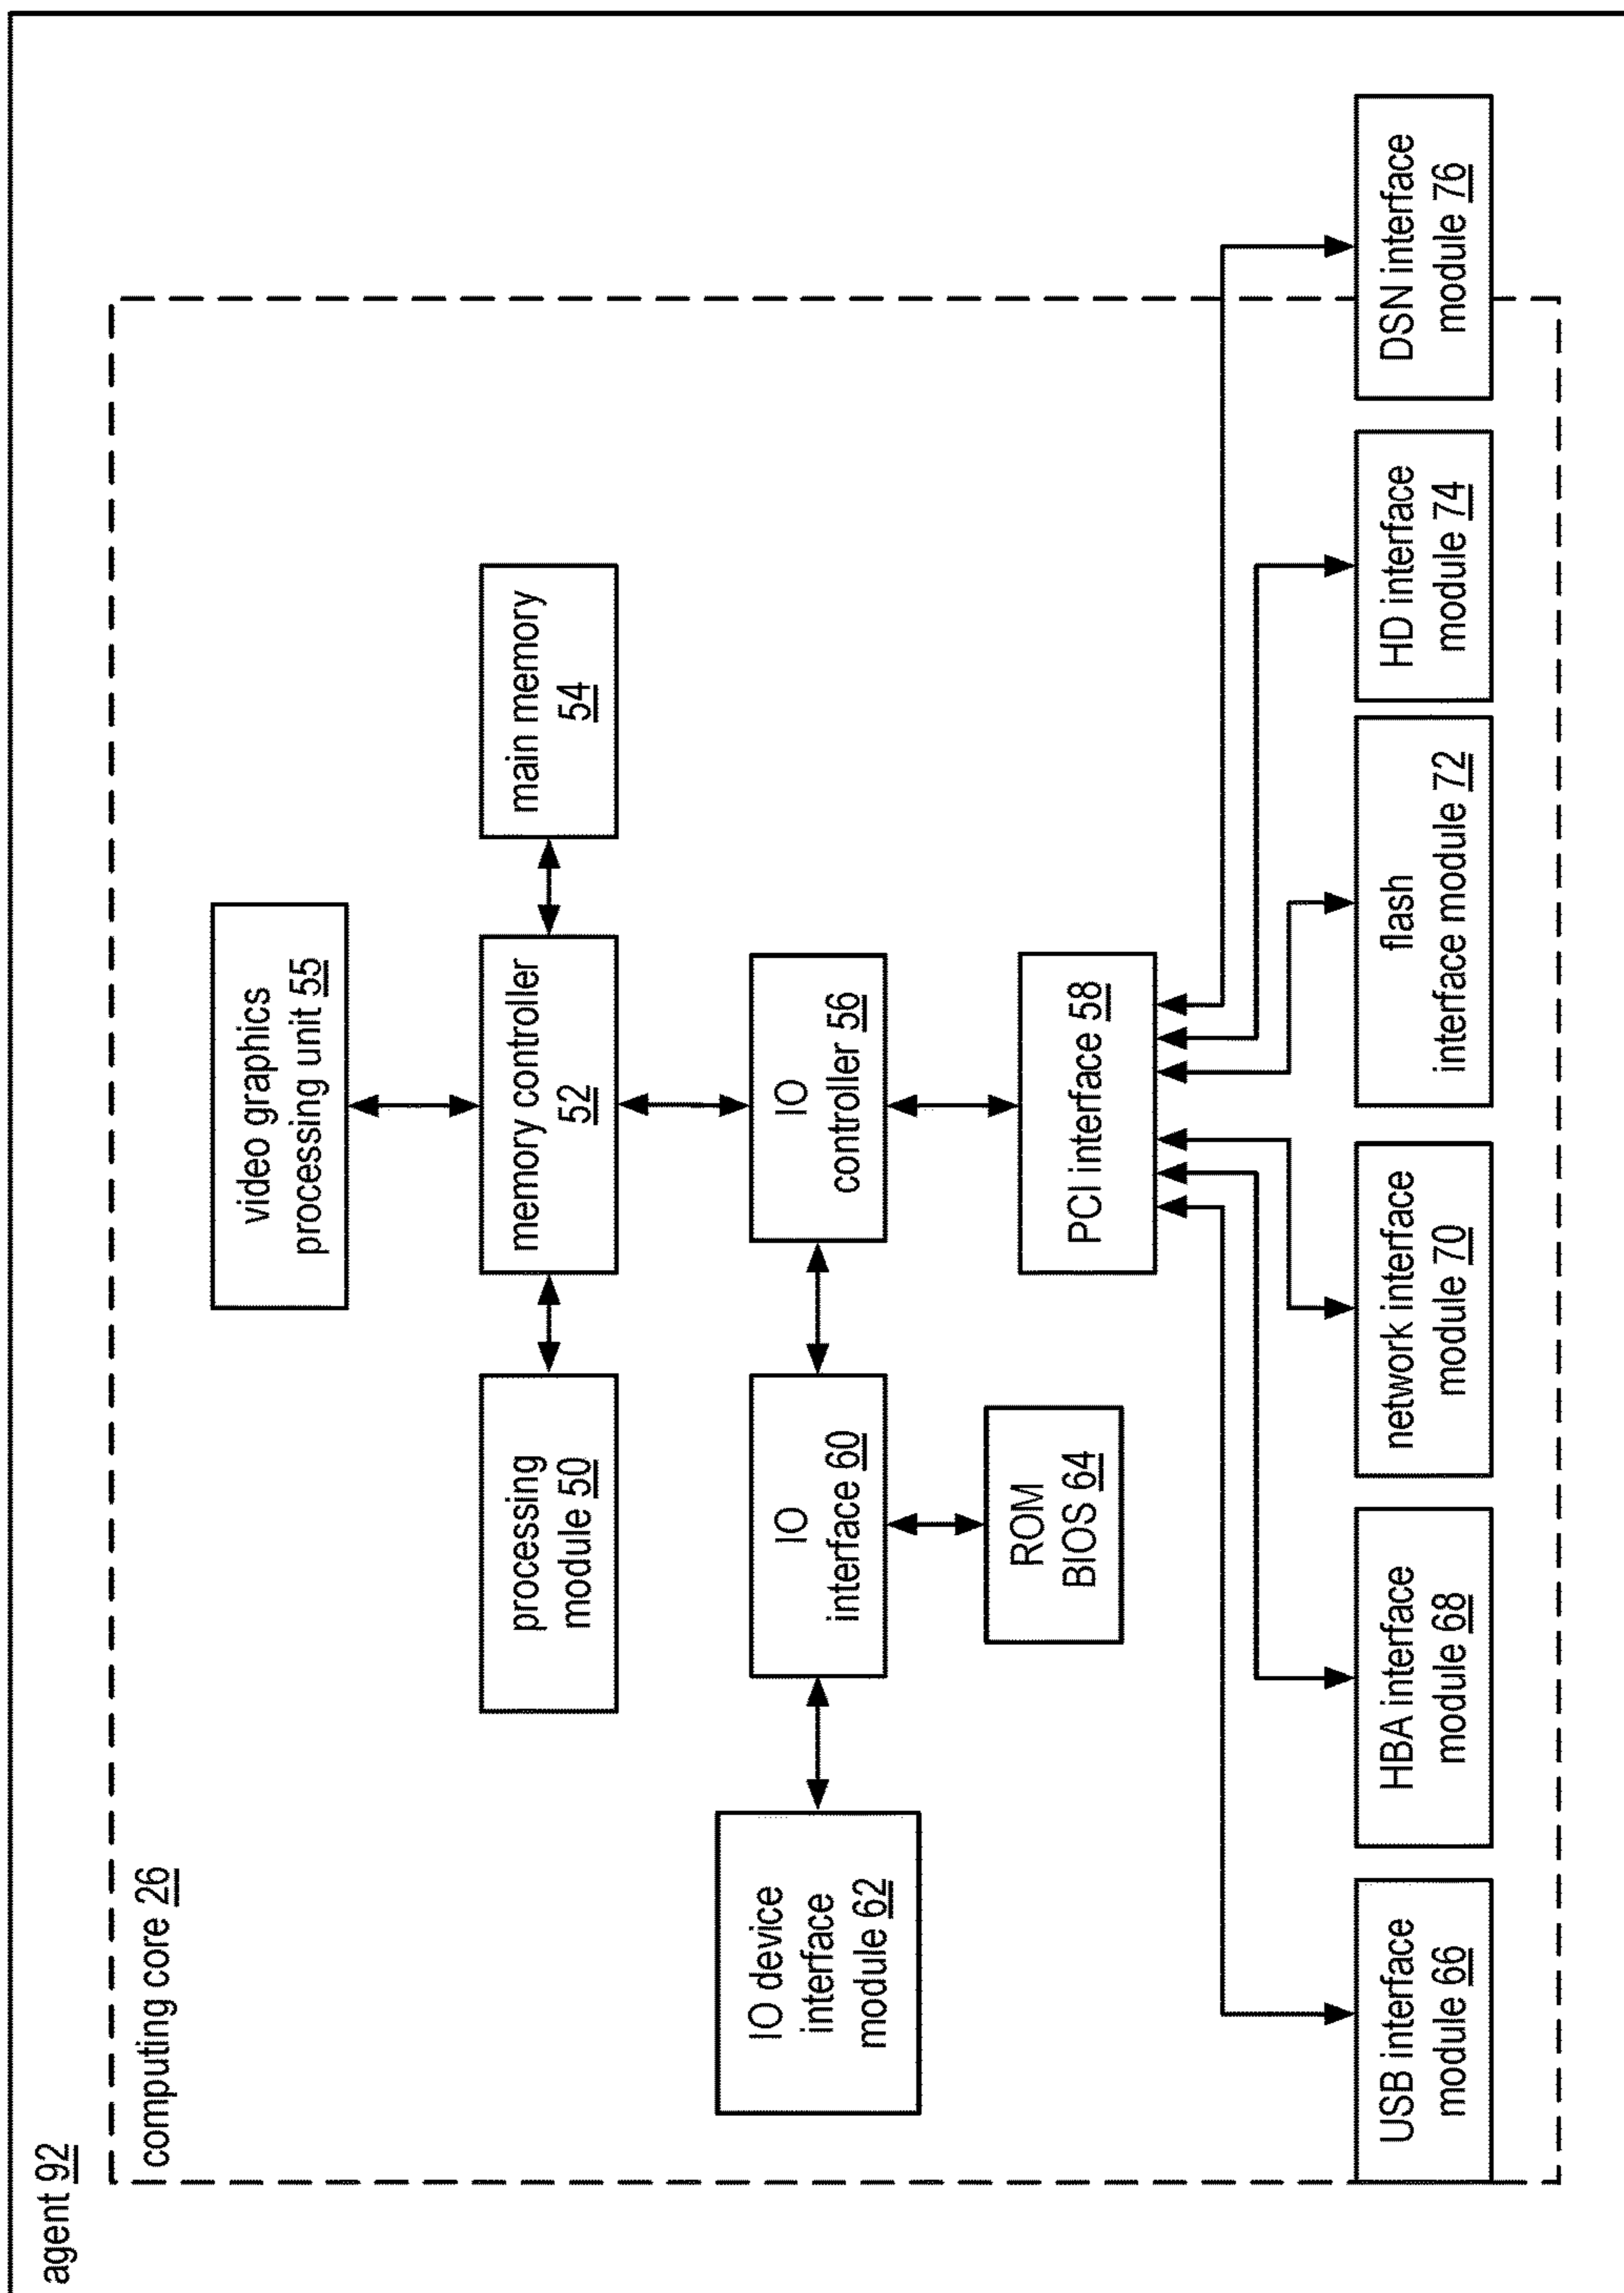 agent 92
computing core 26
video graphics
processing unit 55
processing
module 50
memory controller
52
main memory
54
IO device
interface
module 62
IO
interface 60
IO
controller 56
ROM
BIOS 64
PCI interface 58
USB interface
module 66
HBA interface
module 68
network interface
module 70
flash
interface module 72
HD interface
module 74
DSN interface
module 76